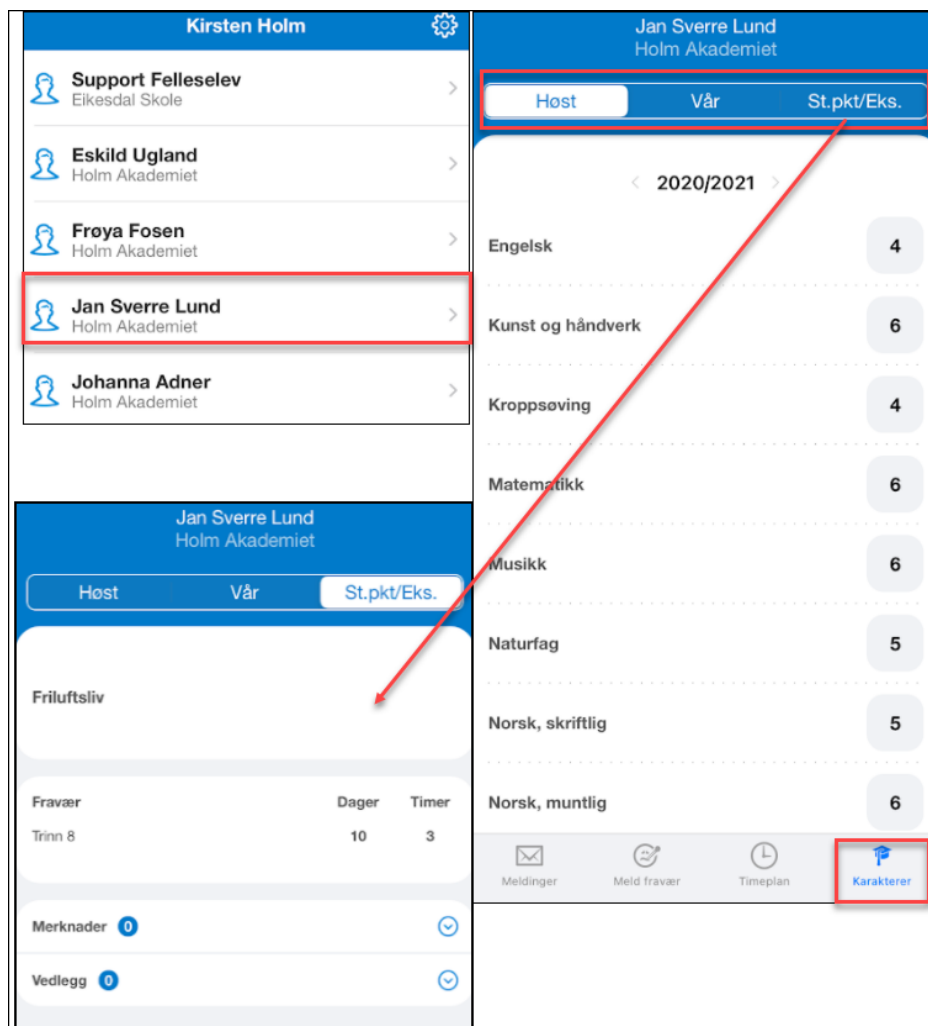 Kirsten Holm
Support Felleselev
Eikesdal Skole
Eskild Ugland
Holm Akademiet
Frøya Fosen
Holm Akademiet
Jan Sverre Lund
Holm Akademiet
Johanna Adner
Holm Akademiet
Jan Sverre Lund
Holm Akademiet
Høst Vår St.pkt/Eks.
2020/2021
Engelsk 4
Kunst og håndverk 6
Kroppsøving 4
Matematikk 6
Musikk 6
Naturfag 5
Norsk, skriftlig 5
Norsk, muntlig 6
Meldinger Meld fravær Timeplan Karakterer
Jan Sverre Lund
Holm Akademiet
Høst Vår St.pkt/Eks.
Friluftsliv
Fravær Dager Timer
Trinn 8 10 3
Merknader 0
Vedlegg 0